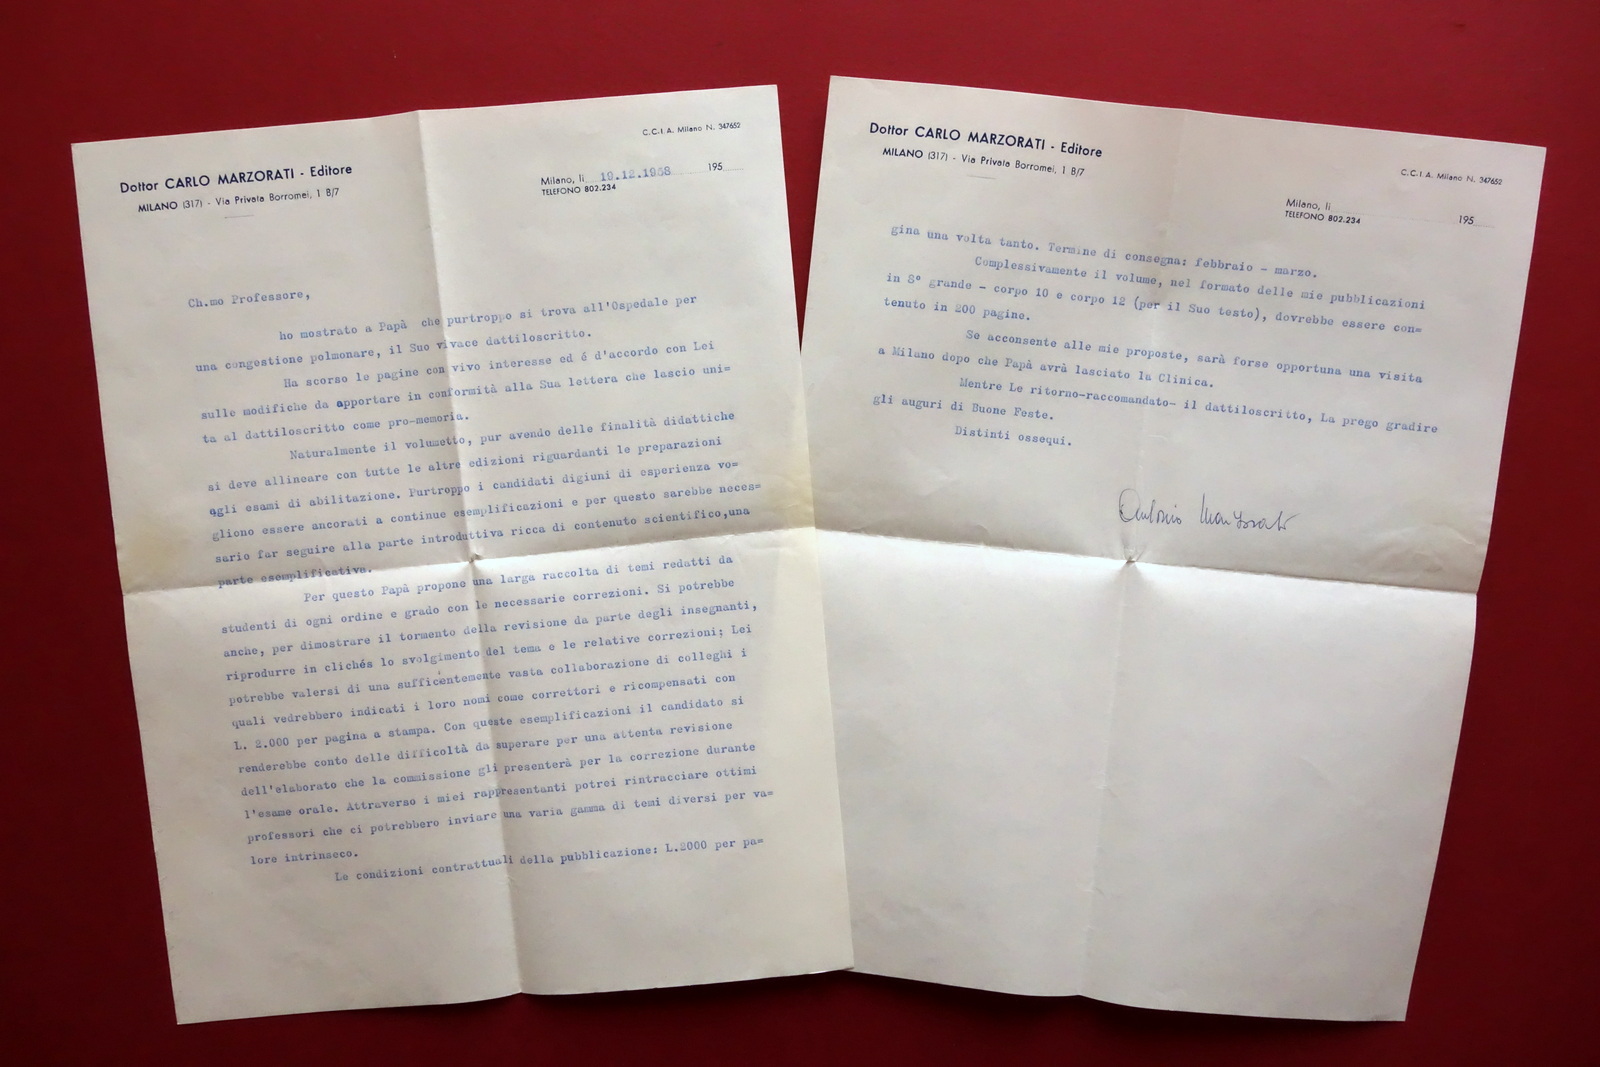 Dottor CARLO MARZORATI - Editore
MILANO (317) - Via Privata Borromei, 1 B/7
C.C.I.A. Milano N. 347652
Milano, li 19.12.1958 195
TELEFONO 802.234
Ch.mo Professore,
ho mostrato a Papà che purtroppo si trova all'Ospedale per
una congestione polmonare, il Suo vivace dattiloscritto.
Ha scorso le pagine con vivo interesse ed é d'accordo con Lei
sulle modifiche da apportare in conformità alla Sua lettera che lascio uni=
ta al dattiloscritto come pro-memoria.
Naturalmente il volumetto, pur avendo delle finalità didattiche
si deve allineare con tutte le altre edizioni riguardanti le preparazioni
agli esami di abilitazione. Purtroppo i candidati digiuni di esperienza vo=
gliono essere ancorati a continue esemplificazioni e per questo sarebbe neces=
sario far seguire alla parte introduttiva ricca di contenuto scientifico,una
parte esemplificativa.
Per questo Papà propone una larga raccolta di temi redatti da
studenti di ogni ordine e grado con le necessarie correzioni. Si potrebbe
anche, per dimostrare il tormento della revisione da parte degli insegnanti,
riprodurre in clichés lo svolgimento del tema e le relative correzioni; Lei
potrebbe valersi di una sufficentemente vasta collaborazione di colleghi i
quali vedrebbero indicati i loro nomi come correttori e ricompensati con
L. 2.000 per pagina a stampa. Con queste esemplificazioni il candidato si
renderebbe conto delle difficoltà da superare per una attenta revisione
dell'elaborato che la commissione gli presenterà per la correzione durante
l'esame orale. Attraverso i miei rappresentanti potrei rintracciare ottimi
professori che ci potrebbero inviare una varia gamma di temi diversi per va=
lore intrinseco.
Le condizioni contrattuali della pubblicazione: L.2000 per pa=
Dottor CARLO MARZORATI - Editore
MILANO (317) - Via Privata Borromei, 1 B/7
C.C.I.A. Milano N. 347652
Milano, li 195
TELEFONO 802.234
gina una volta tanto. Termine di consegna: febbraio - marzo.
Complessivamente il volume, nel formato delle mie pubblicazioni
in 8° grande - corpo 10 e corpo 12 (per il Suo testo), dovrebbe essere con=
tenuto in 200 pagine.
Se acconsente alle mie proposte, sarà forse opportuna una visita
a Milano dopo che Papà avrà lasciato la Clinica.
Mentre Le ritorno-raccomandato- il dattiloscritto, La prego gradire
gli auguri di Buone Feste.
Distinti ossequi.
Antonio Marzorati